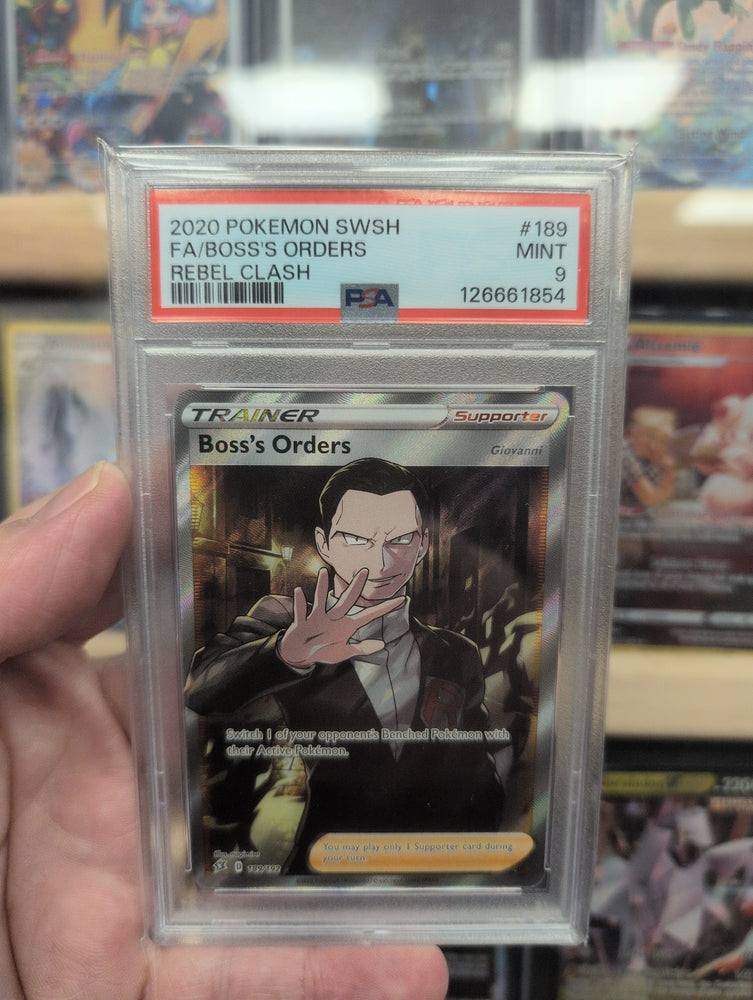 2020 POKEMON SWSH #189
FA/BOSS'S ORDERS MINT
REBEL CLASH 9
PSA 126661854
TRAINER Supporter
Boss's Orders Giovanni
R
Switch 1 of your opponent's Benched Pokémon with
their Active Pokémon.
You may play only 1 Supporter card during
your turn.
189/192